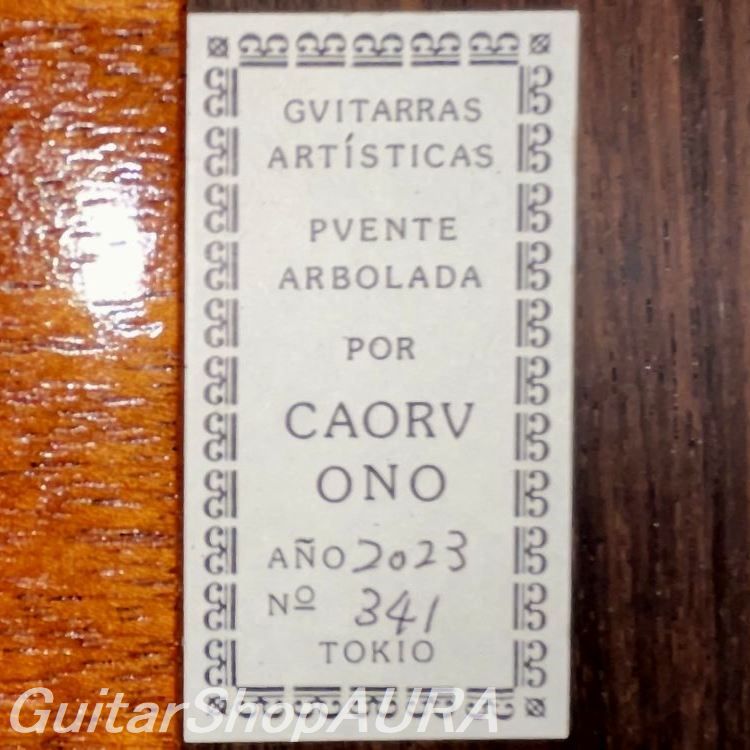 GVITARRAS
ARTÍSTICAS
PVENTE
ARBOLADA
POR
CAORV
ONO
AÑO 2023
Nº 341
TOKIO
GuitarShopAURA